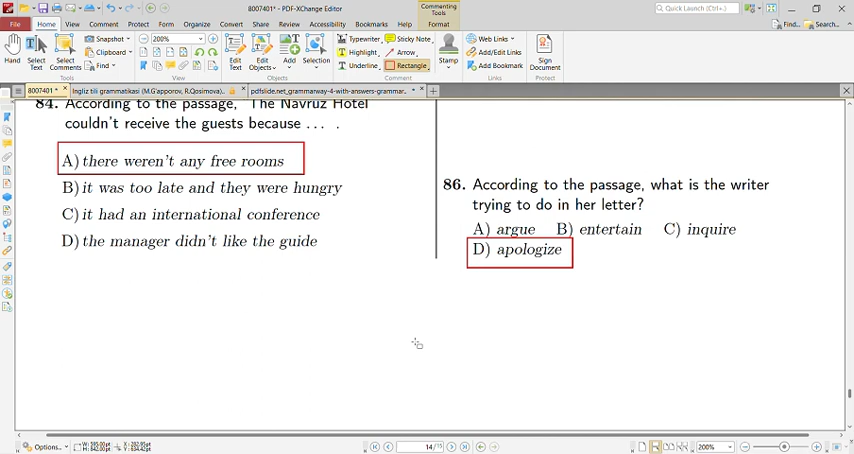 8007401* - PDF-XChange Editor
Commenting Tools
Quick Launch (Ctrl+.)
File Home View Comment Protect Form Organize Convert Share Review Accessibility Bookmarks Help Format
Find... Search...
Hand
Select Text
Select Comments
Snapshot
Clipboard
Find
Tools
200%
View
Edit Text
Edit Objects
Add
Selection
Objects
Typewriter Sticky Note
Highlight Arrow
Underline Rectangle
Comment
Stamp
Web Links
Add/Edit Links
Add Bookmark
Links
Sign Document
Protect
8007401 * × Ingliz tili grammatikasi (M.G'apporov, R.Qosimova).. × pdfslide.net_grammarway-4-with-answers-grammar.. * ×
84. According to the passage, The Navruz Hotel
couldn't receive the guests because ... .
A) there weren't any free rooms
B) it was too late and they were hungry
C) it had an international conference
D) the manager didn't like the guide
86. According to the passage, what is the writer
trying to do in her letter?
A) argue B) entertain C) inquire
D) apologize
Options...
14/15
200%